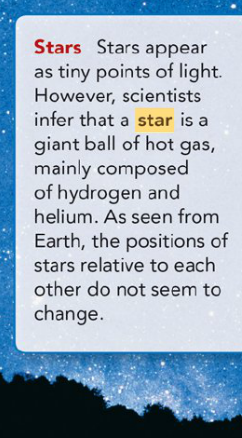 Stars Stars appear
as tiny points of light.
However, scientists
infer that a star is a
giant ball of hot gas,
mainly composed
of hydrogen and
helium. As seen from
Earth, the positions of
stars relative to each
other do not seem to
change.